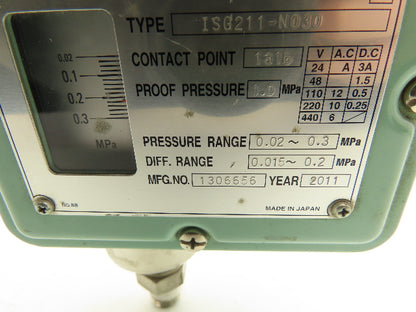 TYPE ISG211-N030
CONTACT POINT 1a1b
PROOF PRESSURE 1.0 MPa
V A.C D.C
24 A 3A
48 1.5
110 12 0.5
220 10 0.25
440 6
0.02
0.1
0.2
0.3
MPa
PRESSURE RANGE 0.02 ~ 0.3 MPa
DIFF. RANGE 0.015~ 0.2 MPa
MFG.NO. 1306656 YEAR 2011
MADE IN JAPAN